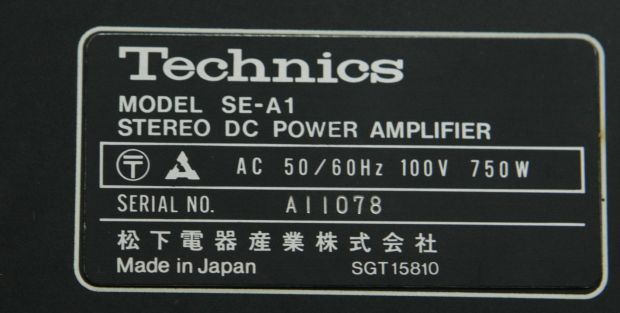 Technics
MODEL SE-A1
STEREO DC POWER AMPLIFIER
〒 AC 50/60Hz 100V 750W
SERIAL NO. A11078
松下電器産業株式会社
Made in Japan SGT15810